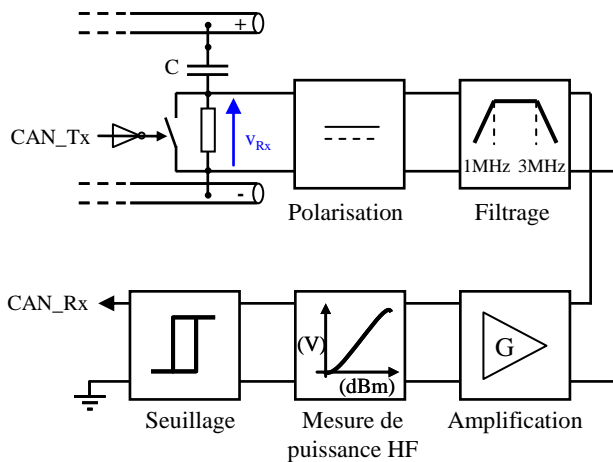 +
C
CAN_Tx
v_Rx
1MHz 3MHz
-
Polarisation
Filtrage
CAN_Rx
(V)
(dBm)
G
Seuillage
Mesure de
puissance HF
Amplification